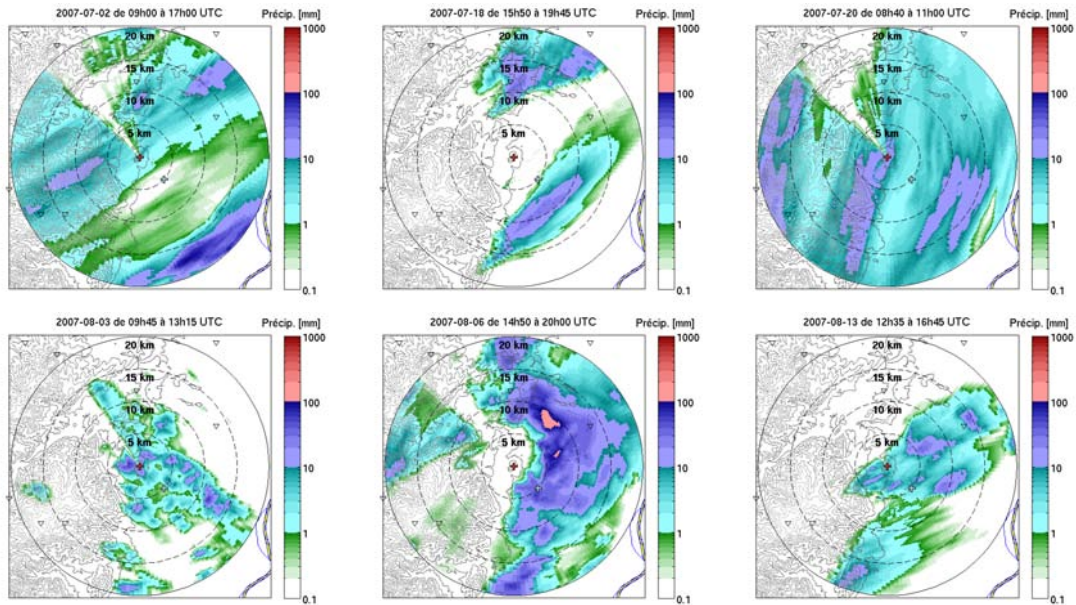 2007-07-02 de 09h00 à 17h00 UTC Précip. [mm]
20 km
15 km
10 km
5 km
1000
100
10
1
0.1
2007-07-18 de 15h50 à 19h45 UTC Précip. [mm]
20 km
15 km
10 km
5 km
1000
100
10
1
0.1
2007-07-20 de 08h40 à 11h00 UTC Précip. [mm]
20 km
15 km
10 km
5 km
1000
100
10
1
0.1
2007-08-03 de 09h45 à 13h15 UTC Précip. [mm]
20 km
15 km
10 km
5 km
1000
100
10
1
0.1
2007-08-06 de 14h50 à 20h00 UTC Précip. [mm]
20 km
15 km
10 km
5 km
1000
100
10
1
0.1
2007-08-13 de 12h35 à 16h45 UTC Précip. [mm]
20 km
15 km
10 km
5 km
1000
100
10
1
0.1